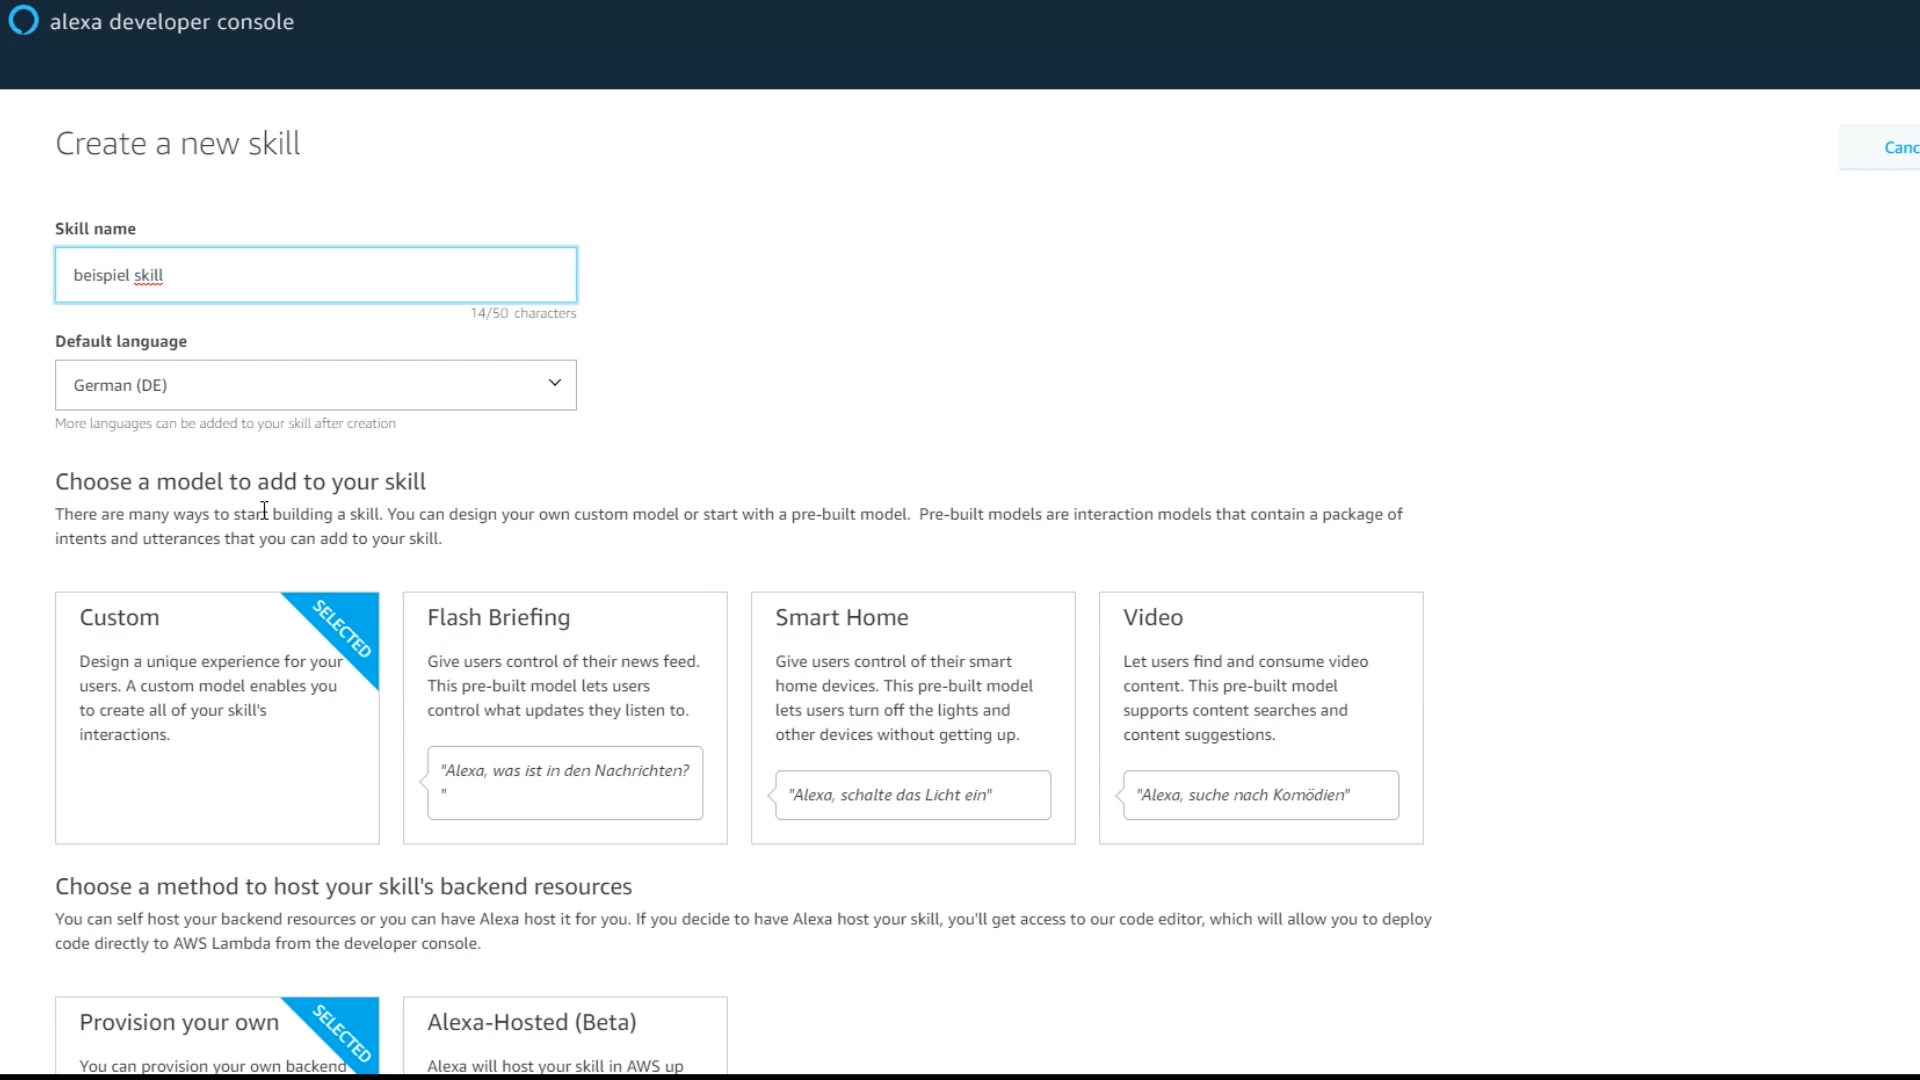 alexa developer console
Create a new skill
Canc
Skill name
beispiel skill
14/50 characters
Default language
German (DE)
More languages can be added to your skill after creation
Choose a model to add to your skill
There are many ways to start building a skill. You can design your own custom model or start with a pre-built model. Pre-built models are interaction models that contain a package of
intents and utterances that you can add to your skill.
Custom
SELECTED
Design a unique experience for your
users. A custom model enables you
to create all of your skill's
interactions.
Flash Briefing
Give users control of their news feed.
This pre-built model lets users
control what updates they listen to.
"Alexa, was ist in den Nachrichten?
"
Smart Home
Give users control of their smart
home devices. This pre-built model
lets users turn off the lights and
other devices without getting up.
"Alexa, schalte das Licht ein"
Video
Let users find and consume video
content. This pre-built model
supports content searches and
content suggestions.
"Alexa, suche nach Komödien"
Choose a method to host your skill's backend resources
You can self host your backend resources or you can have Alexa host it for you. If you decide to have Alexa host your skill, you'll get access to our code editor, which will allow you to deploy
code directly to AWS Lambda from the developer console.
Provision your own
SELECTED
You can provision your own backend
Alexa-Hosted (Beta)
Alexa will host your skill in AWS up